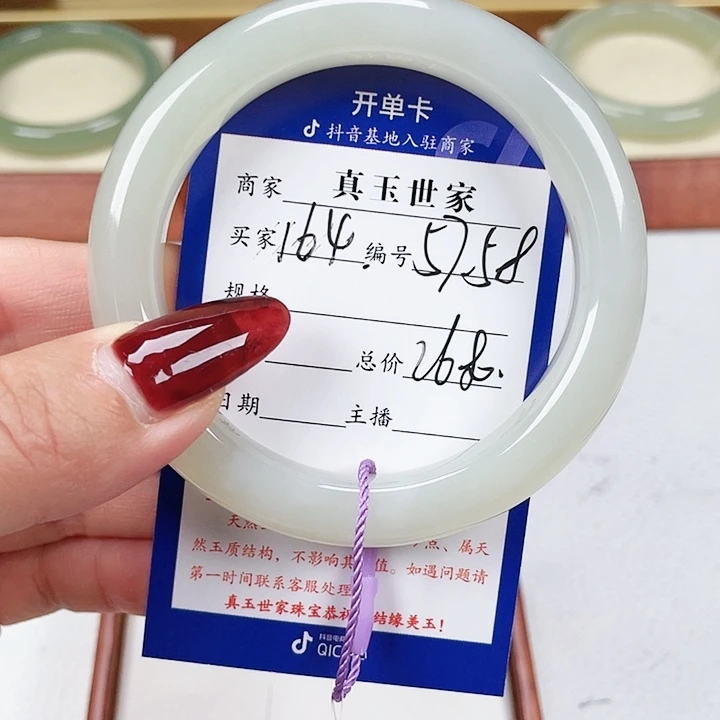 开单卡
抖音基地入驻商家
商家 真玉世家
买家 164. 编号 5758
规格
总价
日期 主播
天然
点、属天
然玉质结构，不影响其 值。如遇问题请
第一时间联系客服处理
真玉世家珠宝恭祝 结缘美玉！
抖音电商
QIC